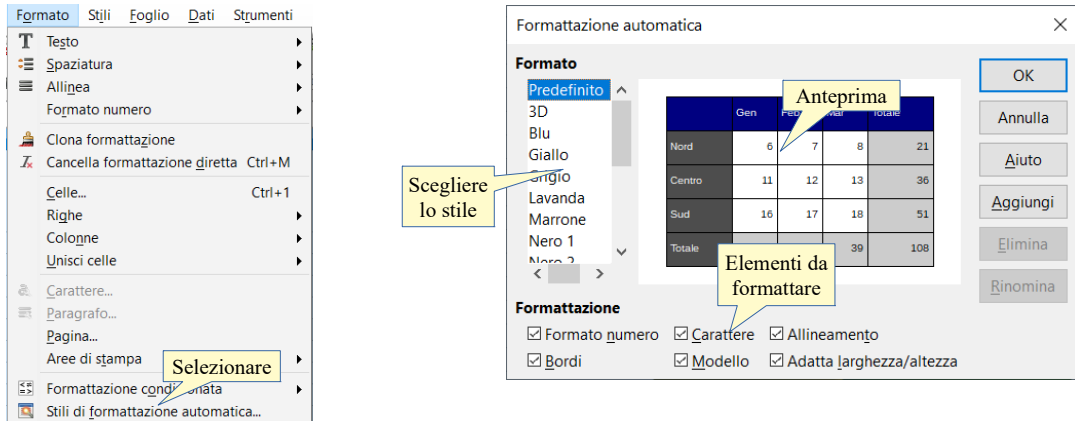 Formato Stili Foglio Dati Strumenti
Testo
Spaziatura
Allinea
Formato numero
Clona formattazione
Cancella formattazione diretta Ctrl+M
Celle... Ctrl+1
Righe
Colonne
Unisci celle
Carattere...
Paragrafo...
Pagina...
Aree di stampa
Selezionare
Formattazione condizionata
Stili di formattazione automatica...
Scegliere
lo stile
Formattazione automatica
Formato
Predefinito
3D
Blu
Giallo
Grigio
Lavanda
Marrone
Nero 1
Nero 2
Anteprima
Gen Feb Mar Totale
Nord 6 7 8 21
Centro 11 12 13 36
Sud 16 17 18 51
Totale 39 108
Elementi da
formattare
Formattazione
Formato numero Carattere Allineamento
Bordi Modello Adatta larghezza/altezza
OK
Annulla
Aiuto
Aggiungi
Elimina
Rinomina